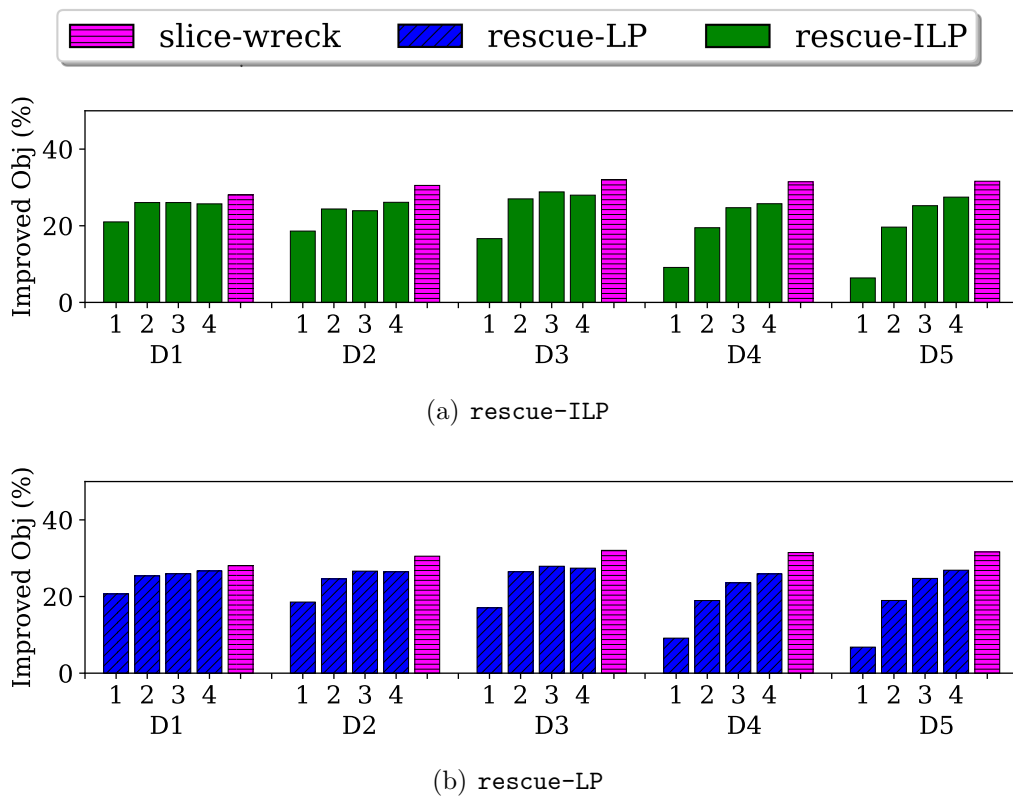 slice-wreck rescue-LP rescue-ILP
Improved Obj (%)
40
20
0
1 2 3 4 1 2 3 4 1 2 3 4 1 2 3 4 1 2 3 4
D1 D2 D3 D4 D5
(a) rescue-ILP
Improved Obj (%)
40
20
0
1 2 3 4 1 2 3 4 1 2 3 4 1 2 3 4 1 2 3 4
D1 D2 D3 D4 D5
(b) rescue-LP